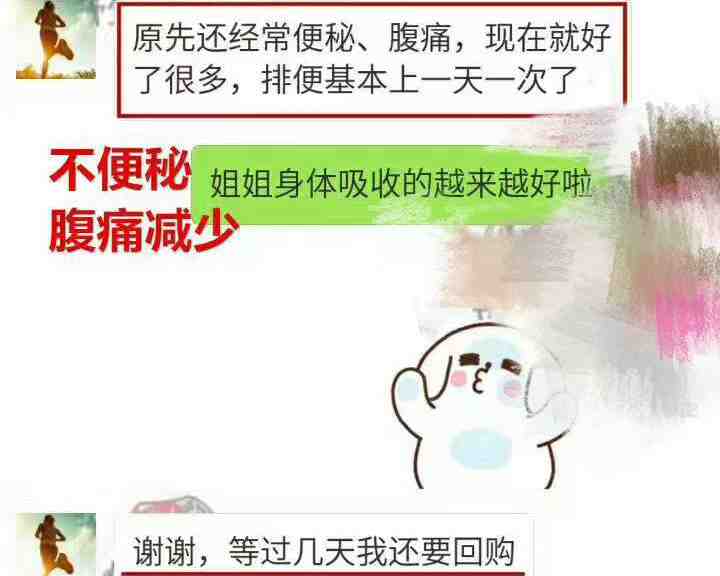 原先还经常便秘、腹痛，现在就好
了很多，排便基本上一天一次了
不便秘
腹痛减少
姐姐身体吸收的越来越好啦
谢谢，等过几天我还要回购